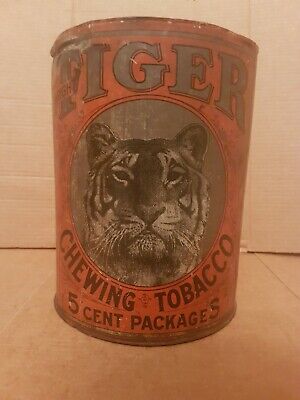 TIGER
CHEWING TOBACCO
5 CENT PACKAGES